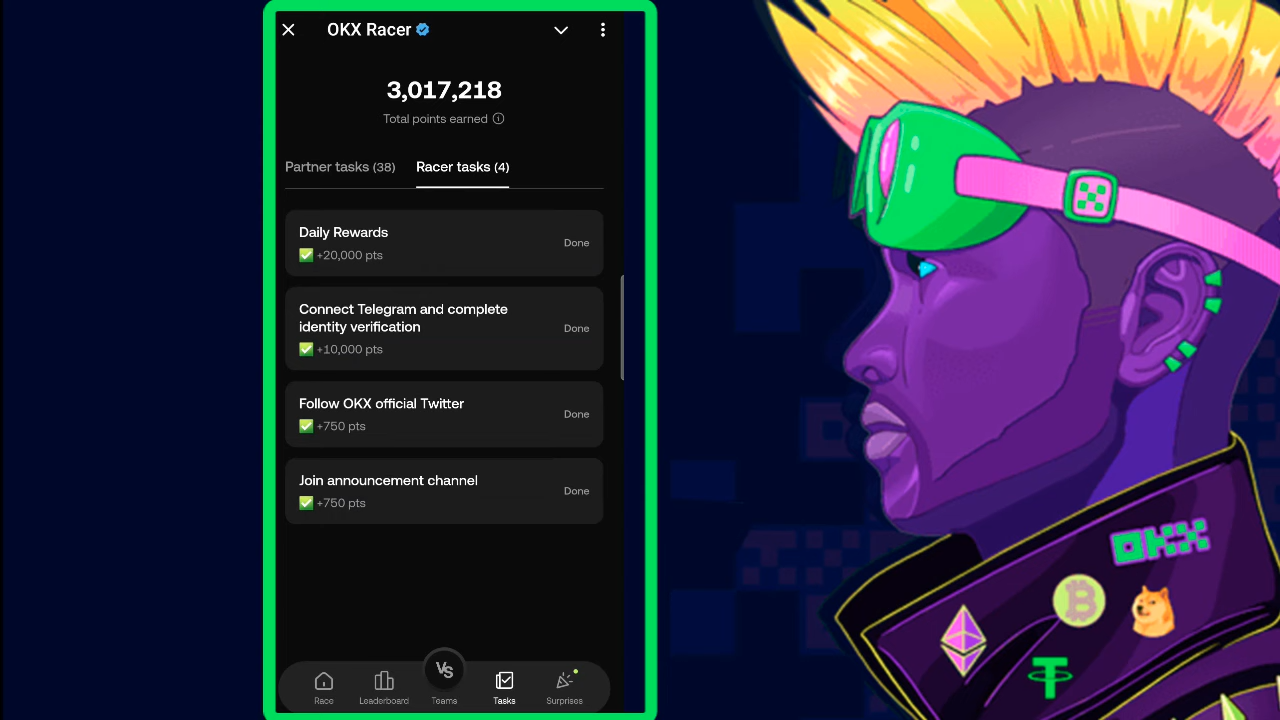 OKX Racer
3,017,218
Total points earned
Partner tasks (38)
Racer tasks (4)
Daily Rewards
+20,000 pts
Done
Connect Telegram and complete
identity verification
+10,000 pts
Done
Follow OKX official Twitter
+750 pts
Done
Join announcement channel
+750 pts
Done
VS
Race
Leaderboard
Teams
Tasks
Surprises
OKX